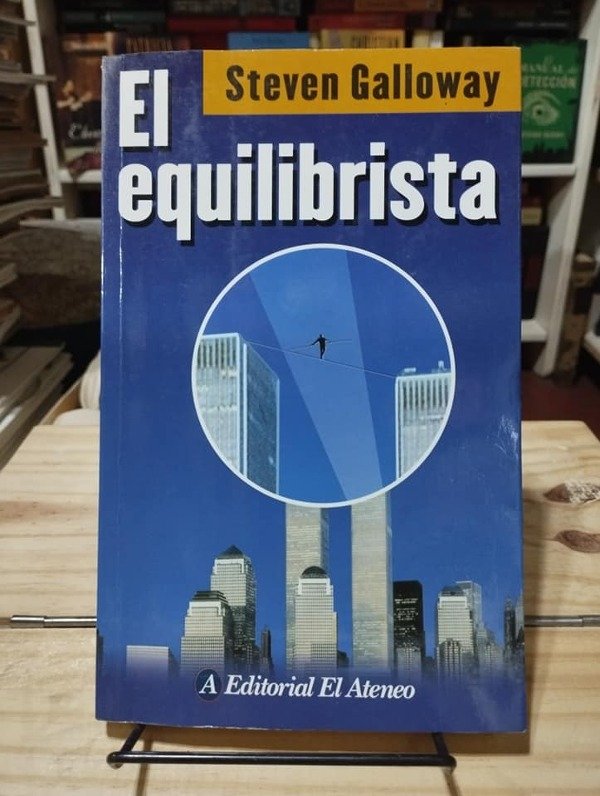 Steven Galloway
El
equilibrista
A Editorial El Ateneo